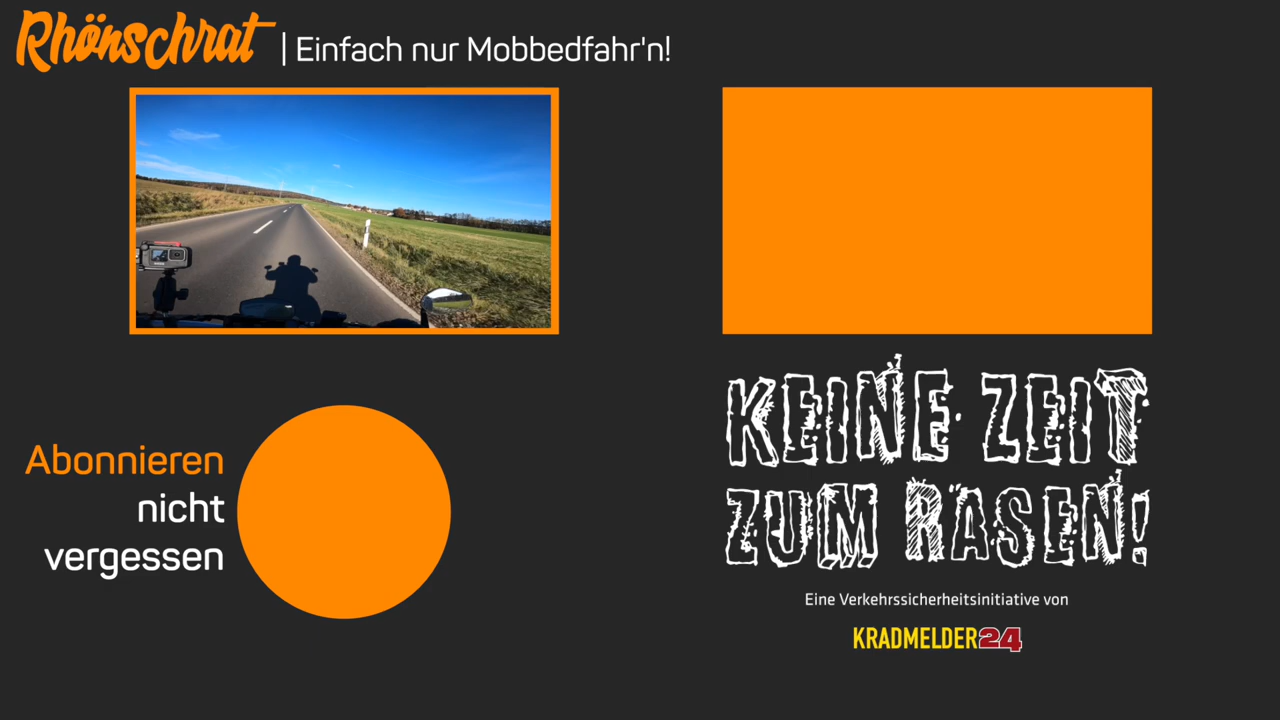 Rhönschrat | Einfach nur Mobbedfahr'n!
Abonnieren
nicht
vergessen
KEINE ZEIT
ZUM RASEN!
Eine Verkehrssicherheitsinitiative von
KRADMELDER24